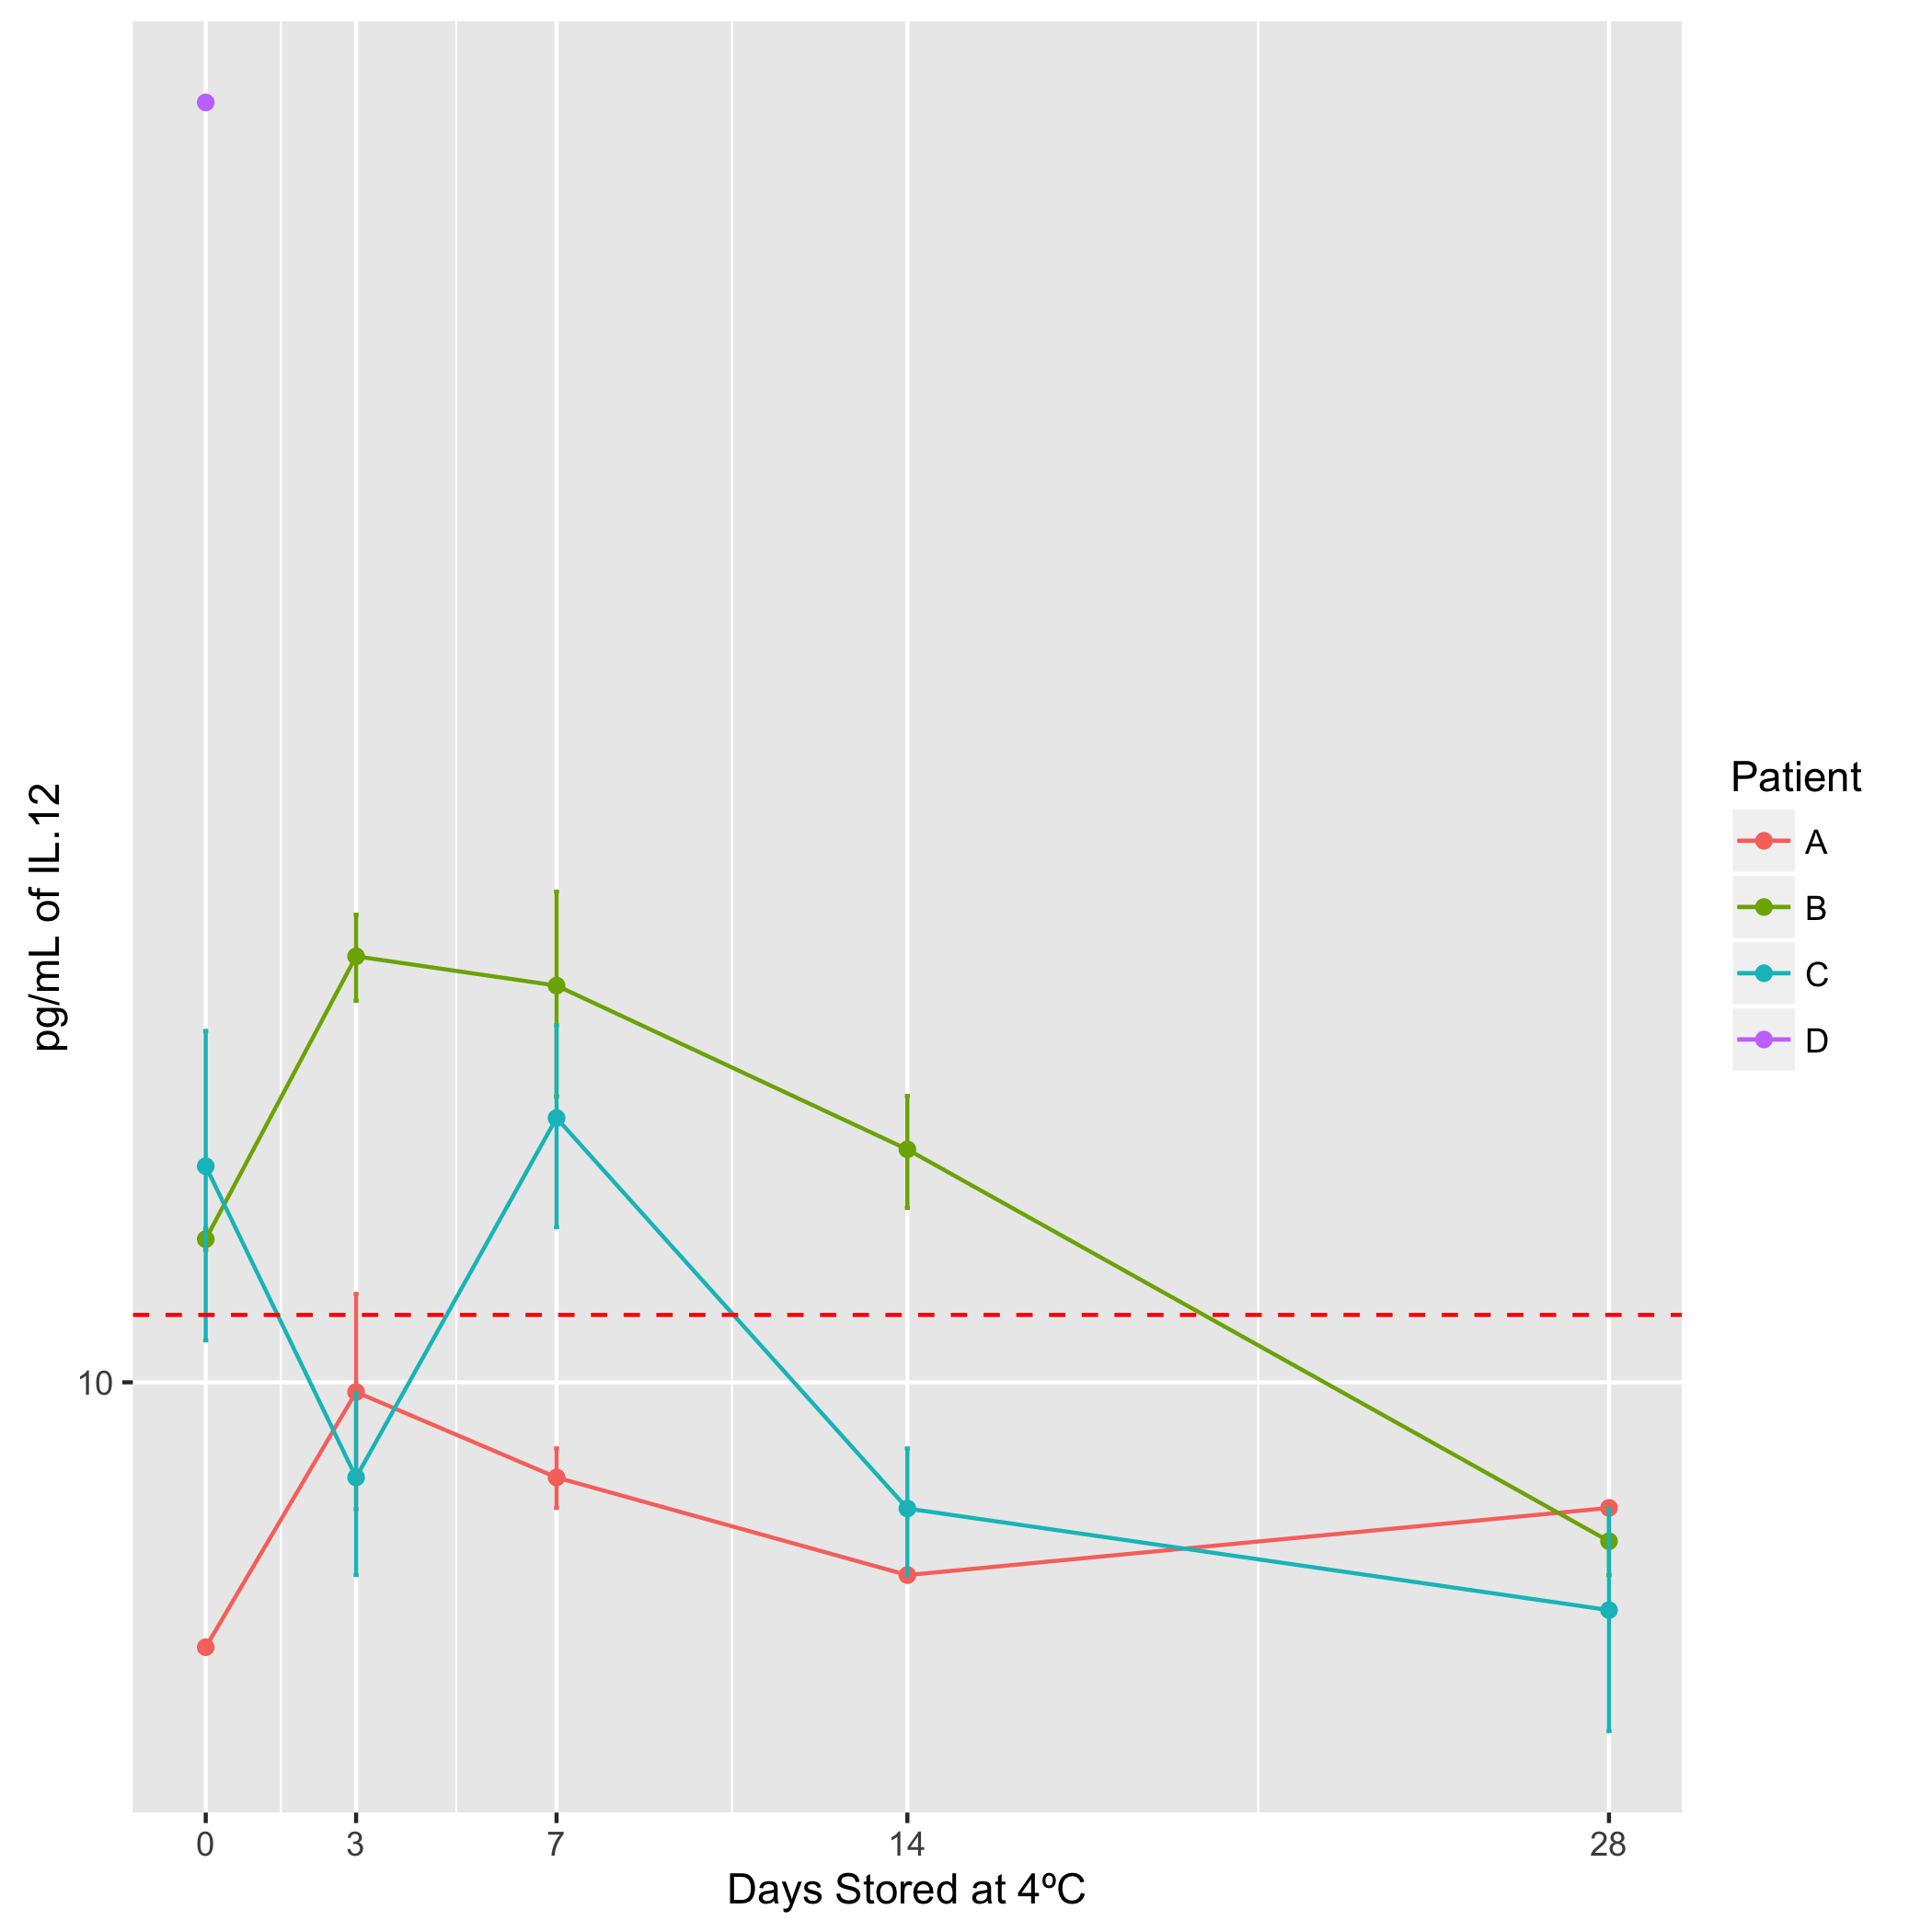 pg/mL of IL.12
10
0 3 7 14 28
Days Stored at 4ºC
Patient
A
B
C
D